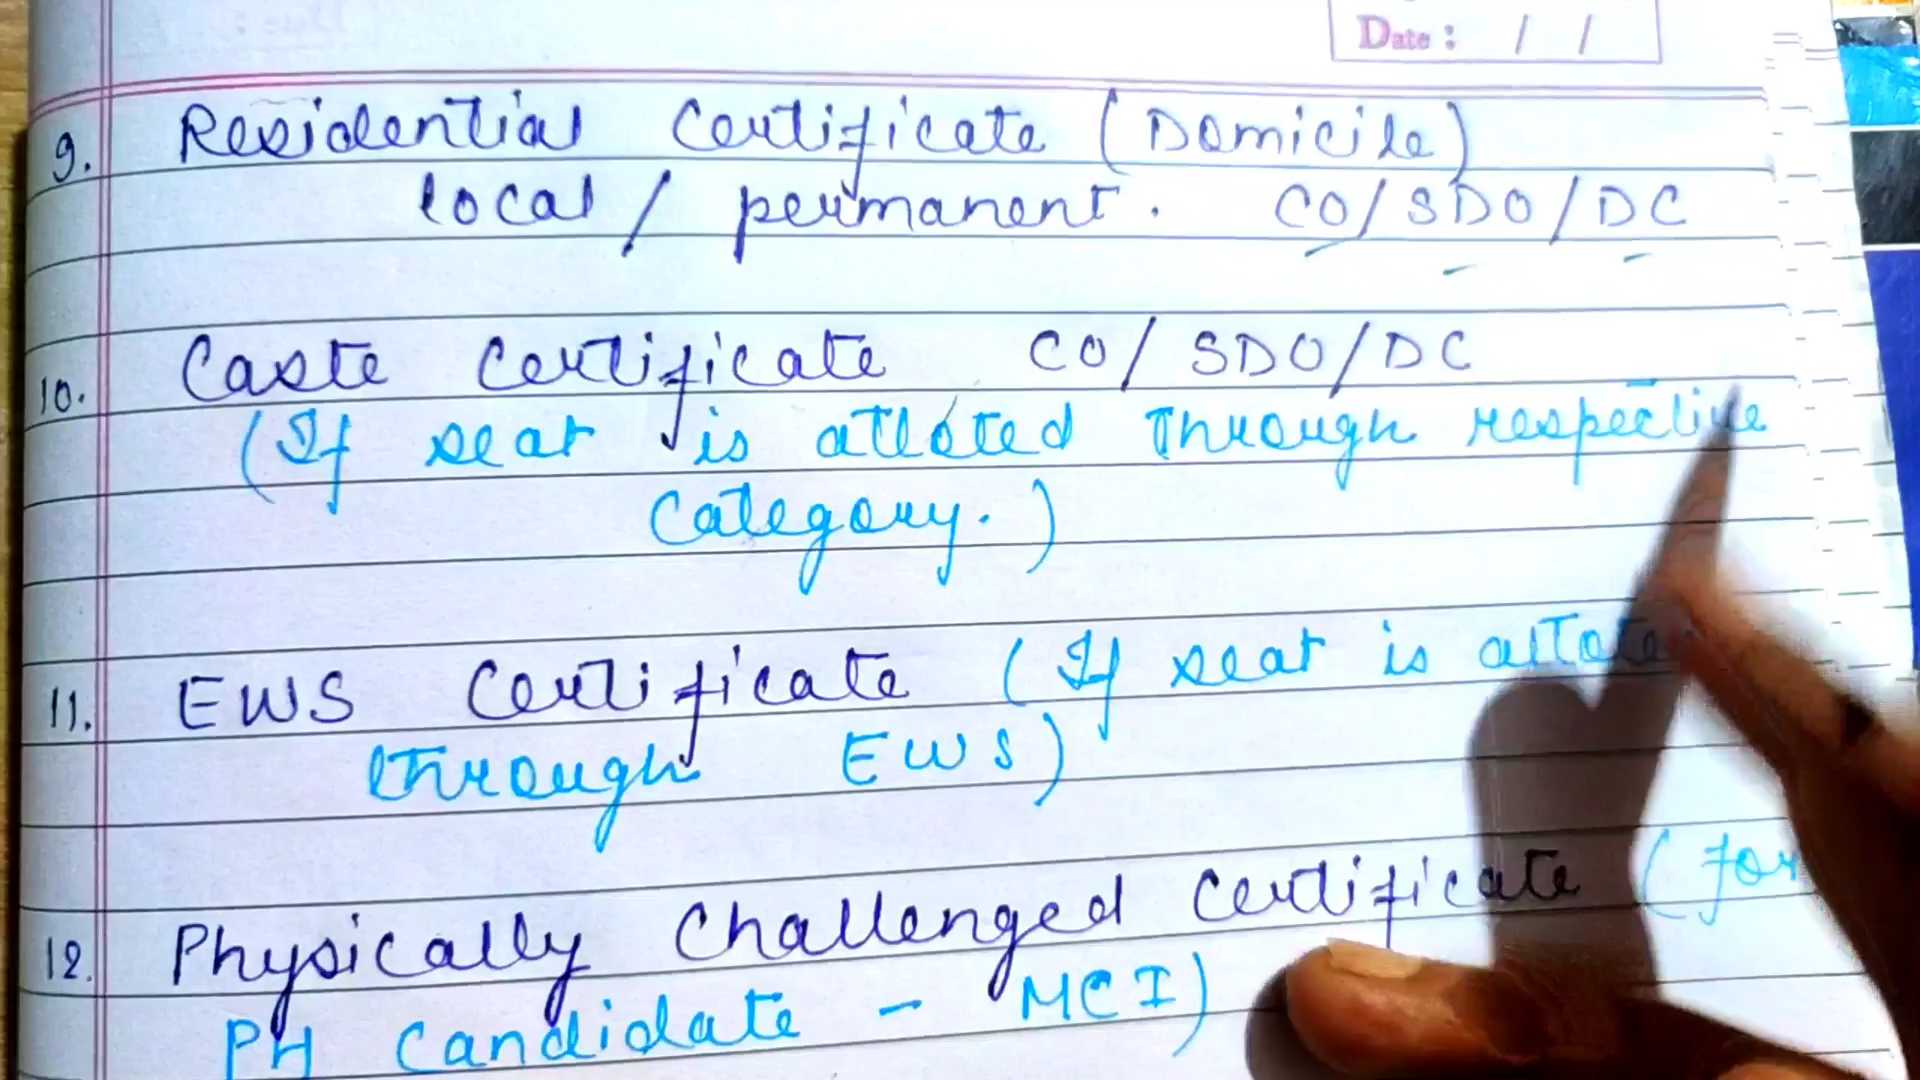 Date : / /
9. Residential Certificate (Domicile)
local / permanent. CO/SDO/DC
10. Caste Certificate CO/ SDO/DC
(If seat is alloted through respective
Category.)
11. EWS Certificate (If seat is alloted
through EWS)
12. Physically Challenged Certificate (for
PH Candidate - MCI)